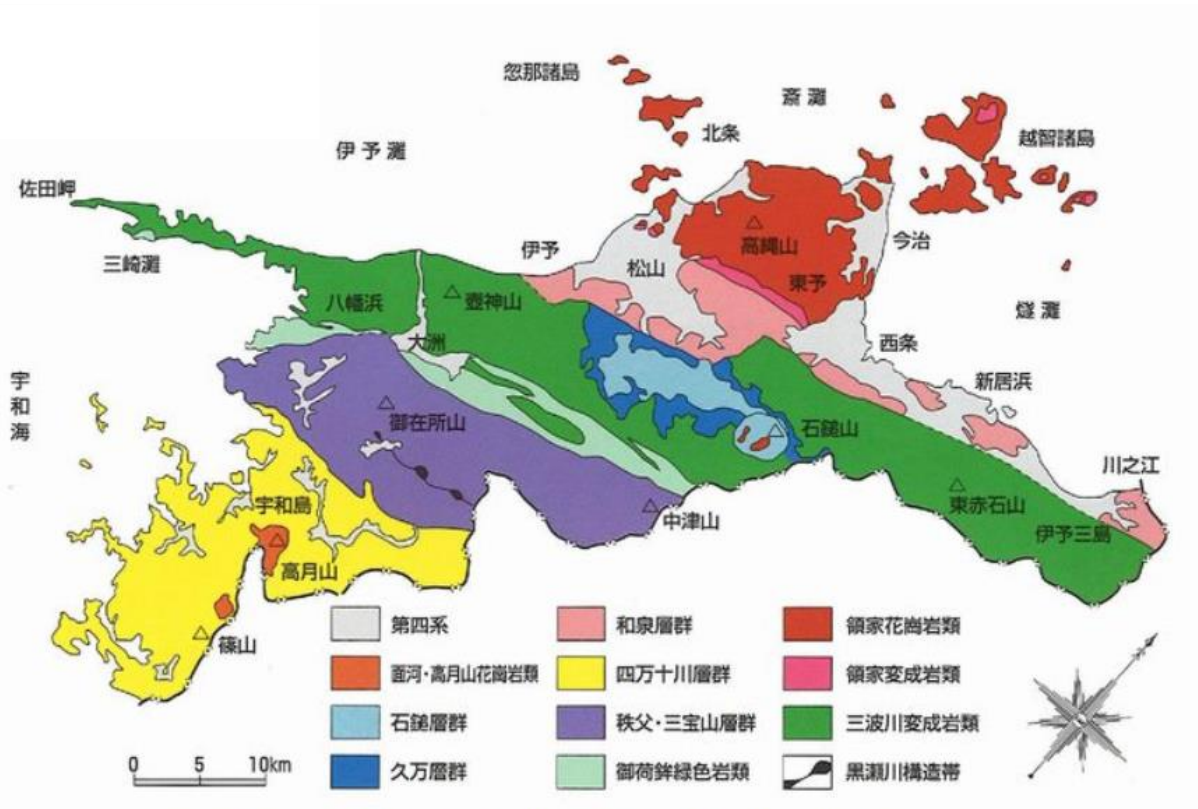 忽那諸島
斎灘
北条
越智諸島
伊予灘
佐田岬
高縄山
今治
伊予
三崎灘
松山
東予
八幡浜
壺神山
燧灘
大洲
西条
新居浜
宇和海
御在所山
石鎚山
川之江
宇和島
東赤石山
中津山
伊予三島
高月山
篠山
第四系
和泉層群
領家花崗岩類
面河・高月山花崗岩類
四万十川層群
領家変成岩類
石鎚層群
秩父・三宝山層群
三波川変成岩類
久万層群
御荷鉾緑色岩類
黒瀬川構造帯
0 5 10km